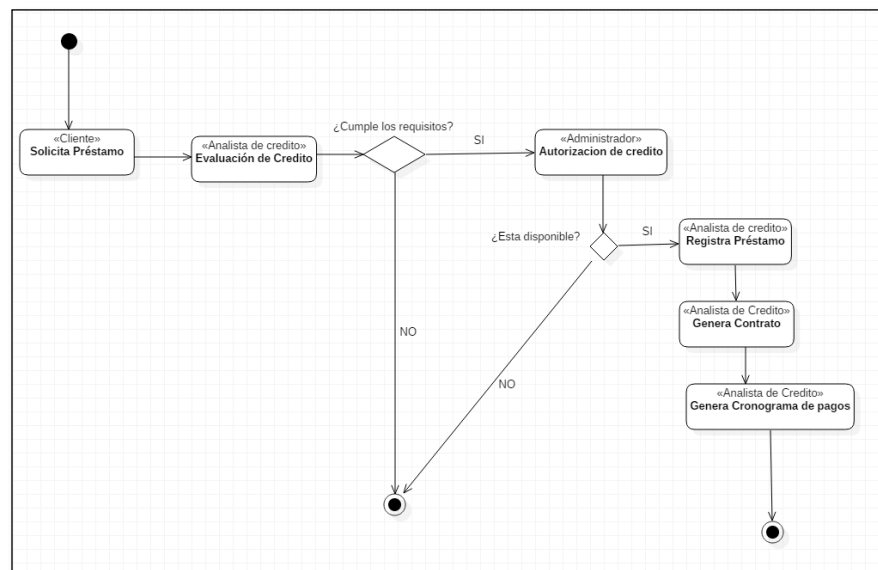 «Cliente»
Solicita Préstamo
«Analista de credito»
Evaluación de Credito
¿Cumple los requisitos?
SI
«Administrador»
Autorizacion de credito
¿Esta disponible?
SI
«Analista de credito»
Registra Préstamo
«Analista de Credito»
Genera Contrato
NO
NO
«Analista de Credito»
Genera Cronograma de pagos